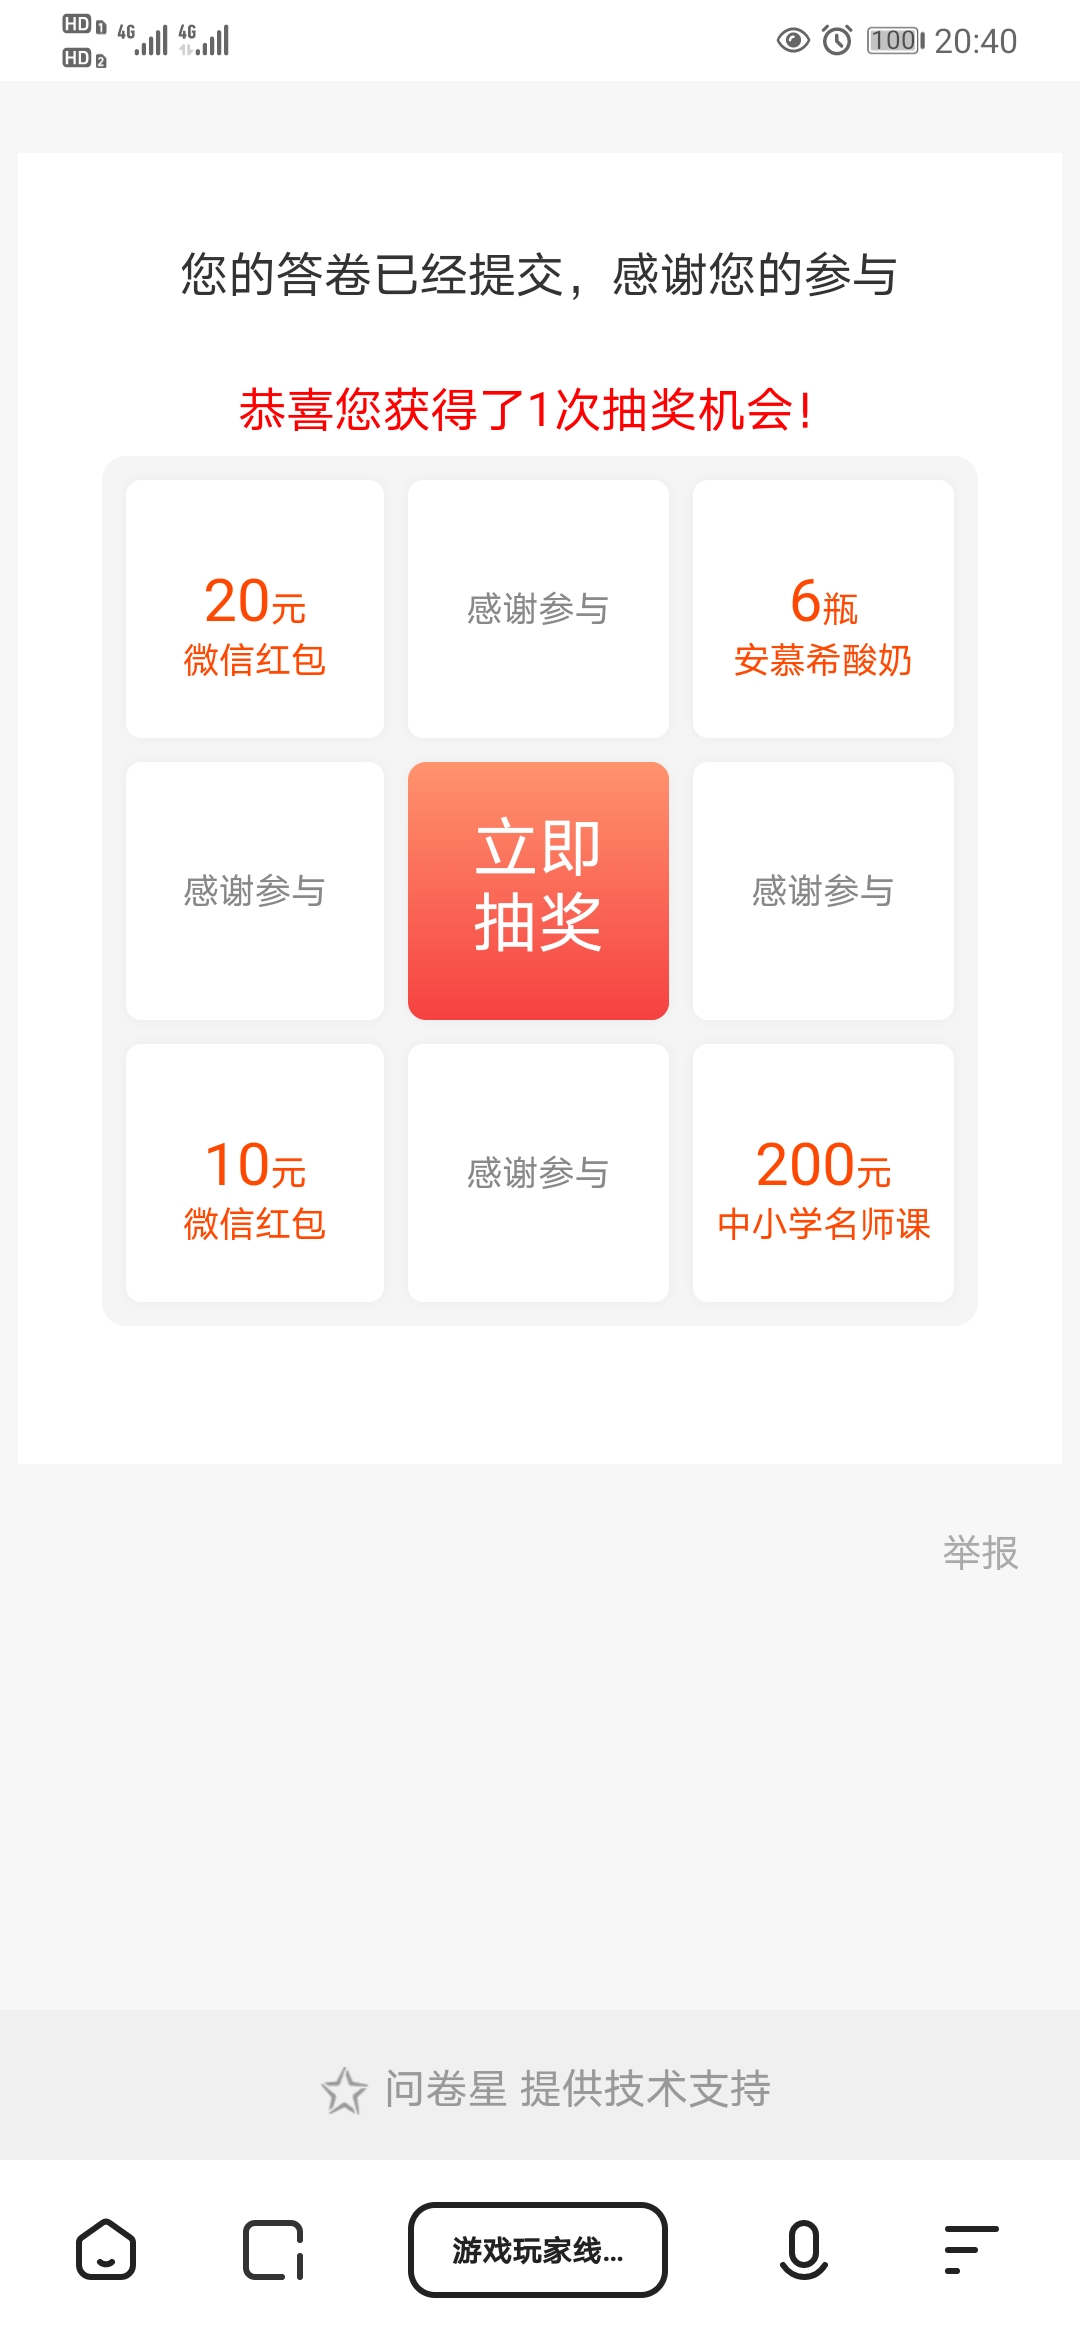 HD 1 4G 4G
HD 2
100 20:40
您的答卷已经提交，感谢您的参与
恭喜您获得了1次抽奖机会!
20元
微信红包
感谢参与
6瓶
安慕希酸奶
感谢参与
立即
抽奖
感谢参与
10元
微信红包
感谢参与
200元
中小学名师课
举报
问卷星 提供技术支持
游戏玩家线...